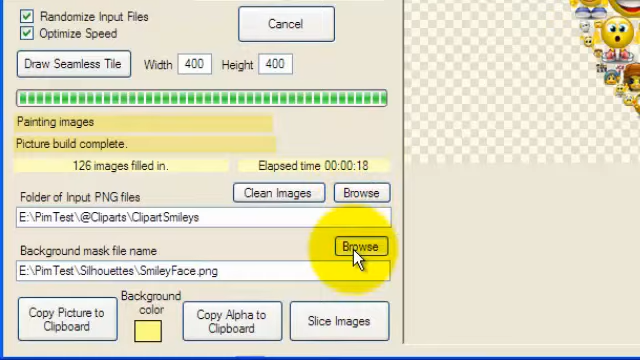 Randomize Input Files
Optimize Speed
Cancel
Draw Seamless Tile
Width 400 Height 400
Painting images
Picture build complete.
126 images filled in. Elapsed time 00:00:18
Folder of Input PNG files Clean Images Browse
E:\PimTest\@Cliparts\ClipartSmileys
Background mask file name Browse
E:\PimTest\Silhouettes\SmileyFace.png
Copy Picture to
Clipboard
Background
color
Copy Alpha to
Clipboard
Slice Images